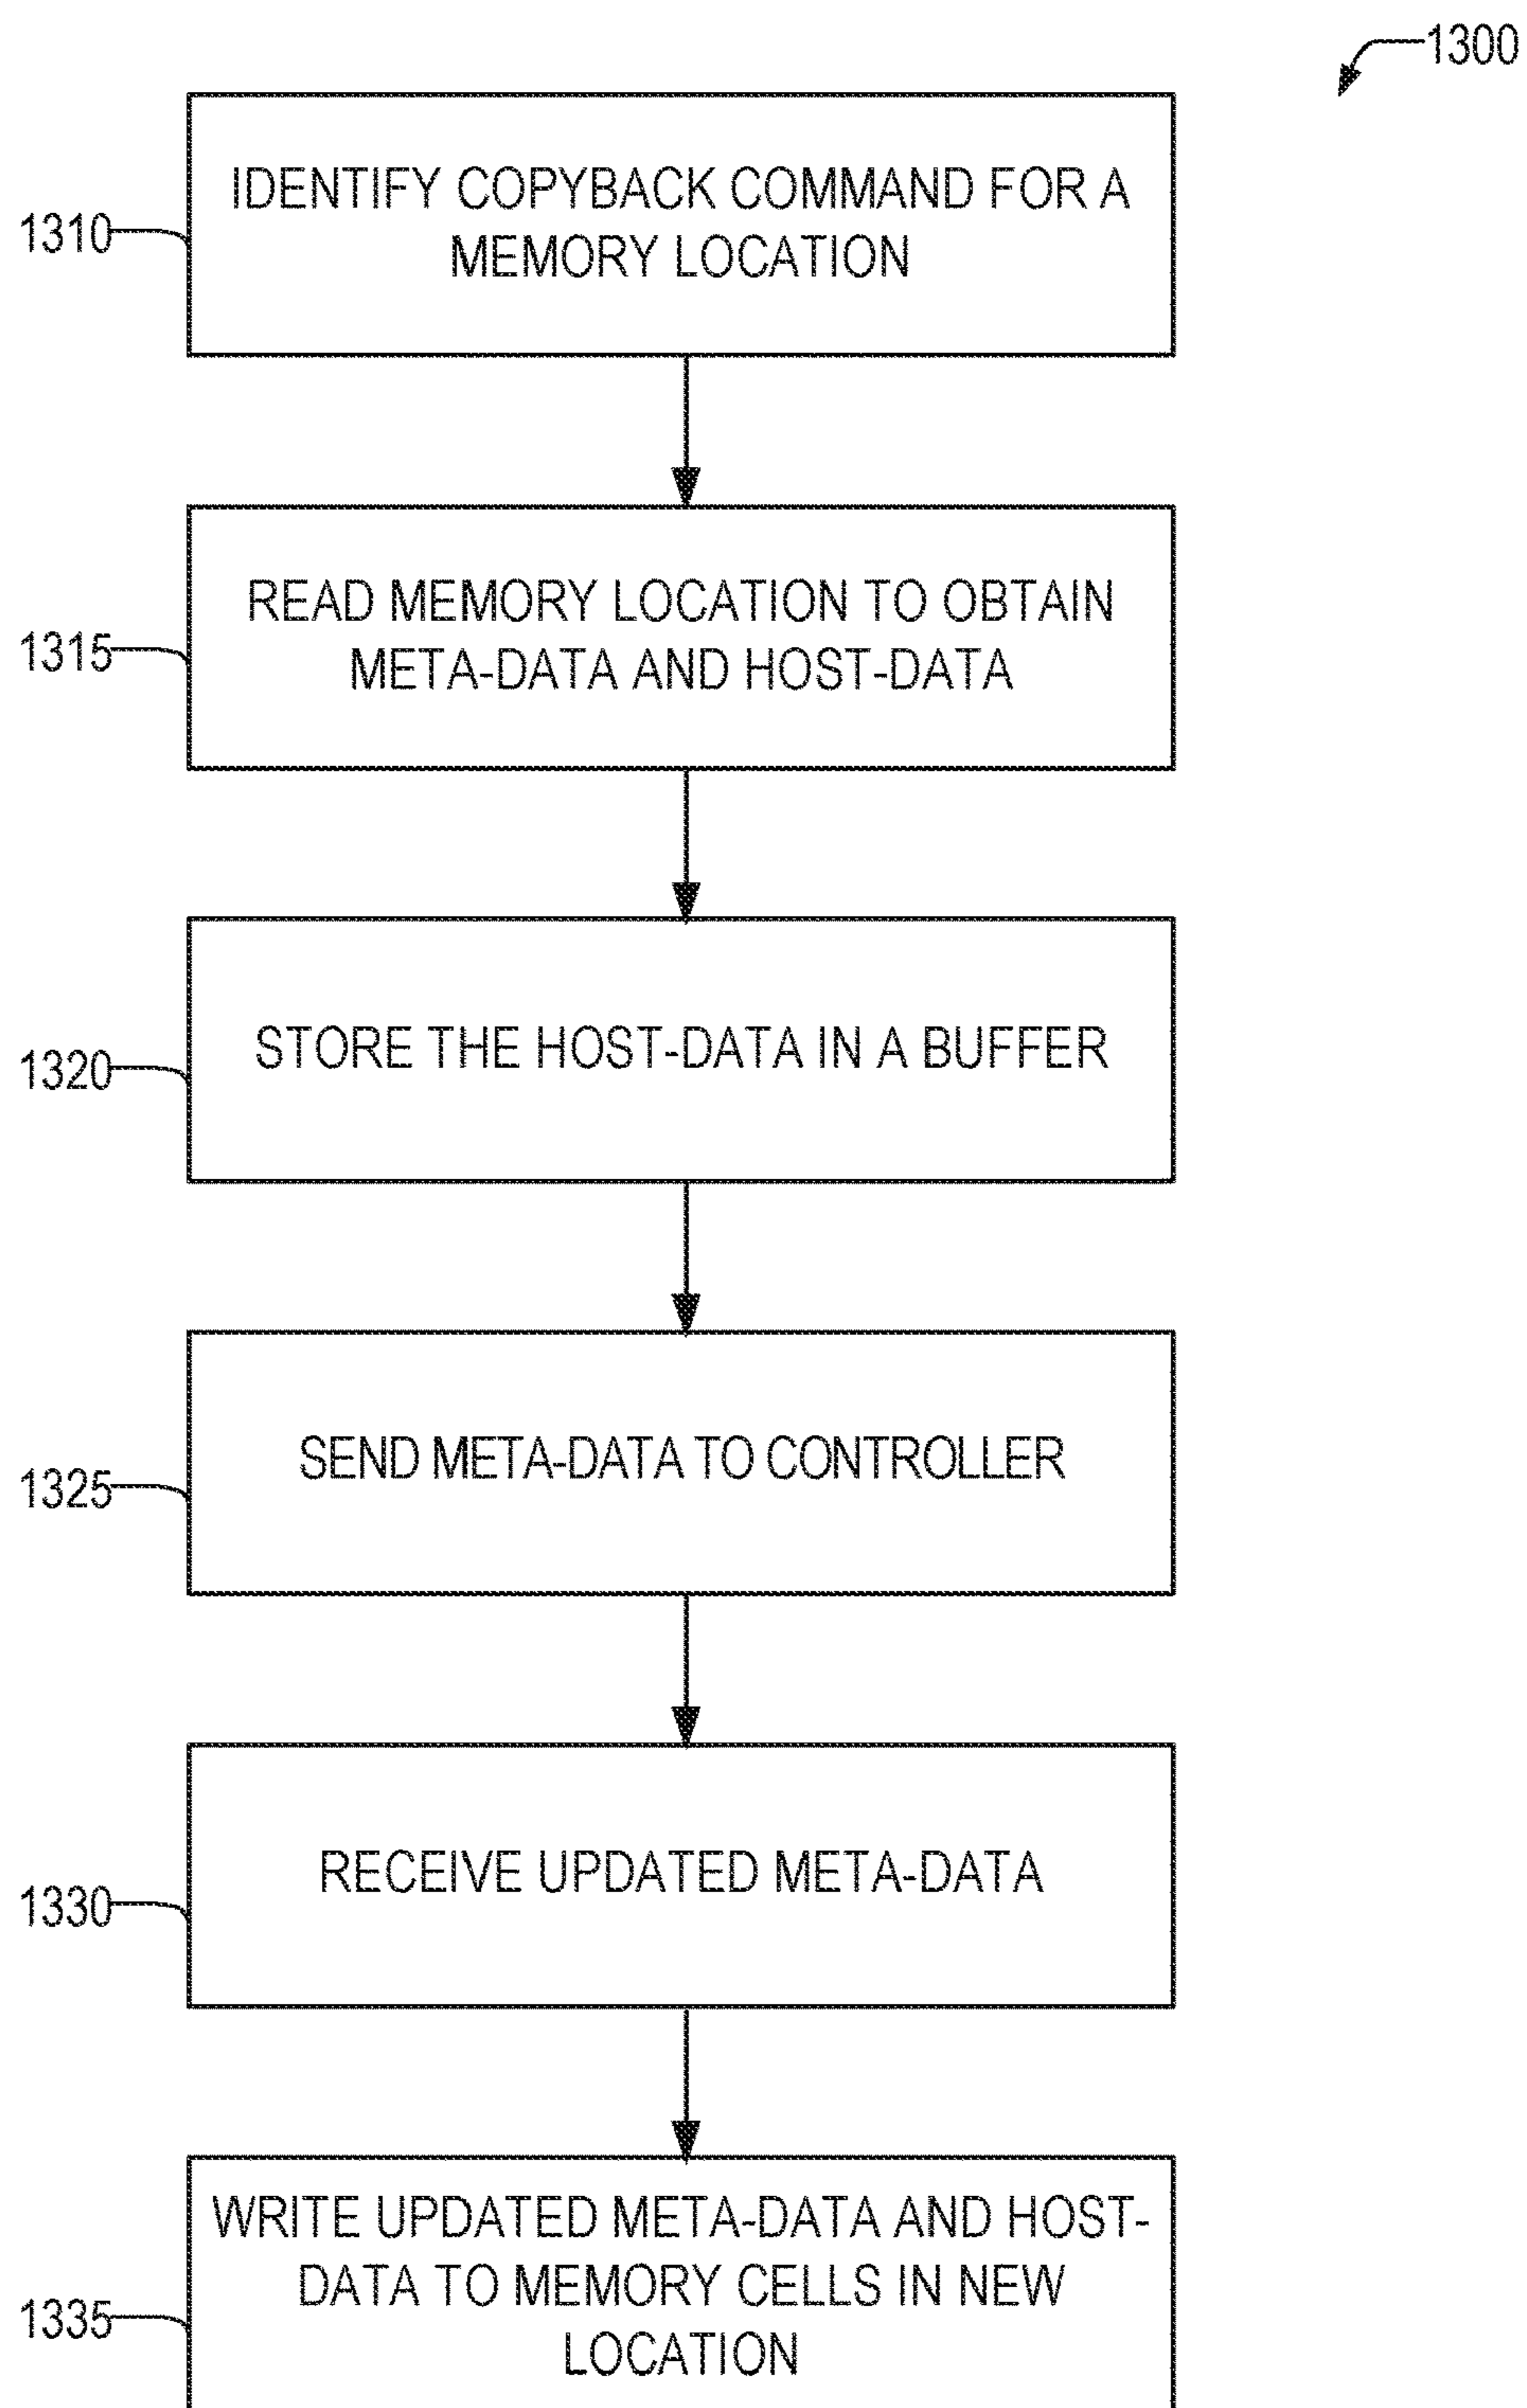 1300
IDENTIFY COPYBACK COMMAND FOR A
MEMORY LOCATION
1310
READ MEMORY LOCATION TO OBTAIN
META-DATA AND HOST-DATA
1315
STORE THE HOST-DATA IN A BUFFER
1320
SEND META-DATA TO CONTROLLER
1325
RECEIVE UPDATED META-DATA
1330
WRITE UPDATED META-DATA AND HOST-
DATA TO MEMORY CELLS IN NEW
LOCATION
1335